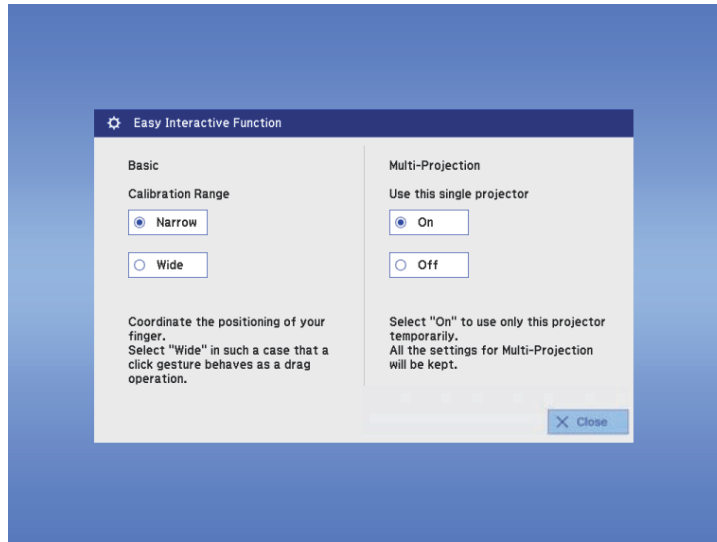 Easy Interactive Function
Basic
Calibration Range
Narrow
Wide
Coordinate the positioning of your
finger.
Select "Wide" in such a case that a
click gesture behaves as a drag
operation.
Multi-Projection
Use this single projector
On
Off
Select "On" to use only this projector
temporarily.
All the settings for Multi-Projection
will be kept.
Close